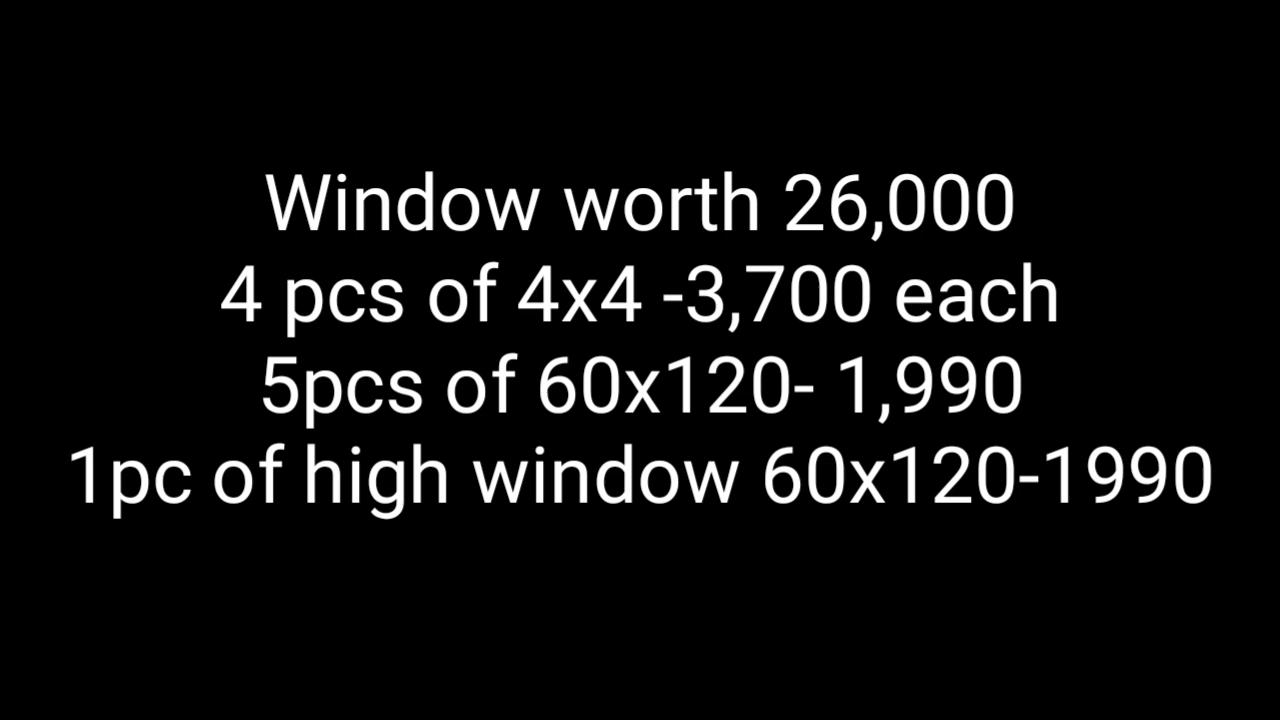 Window worth 26,000
4 pcs of 4x4 -3,700 each
5pcs of 60x120- 1,990
1pc of high window 60x120-1990